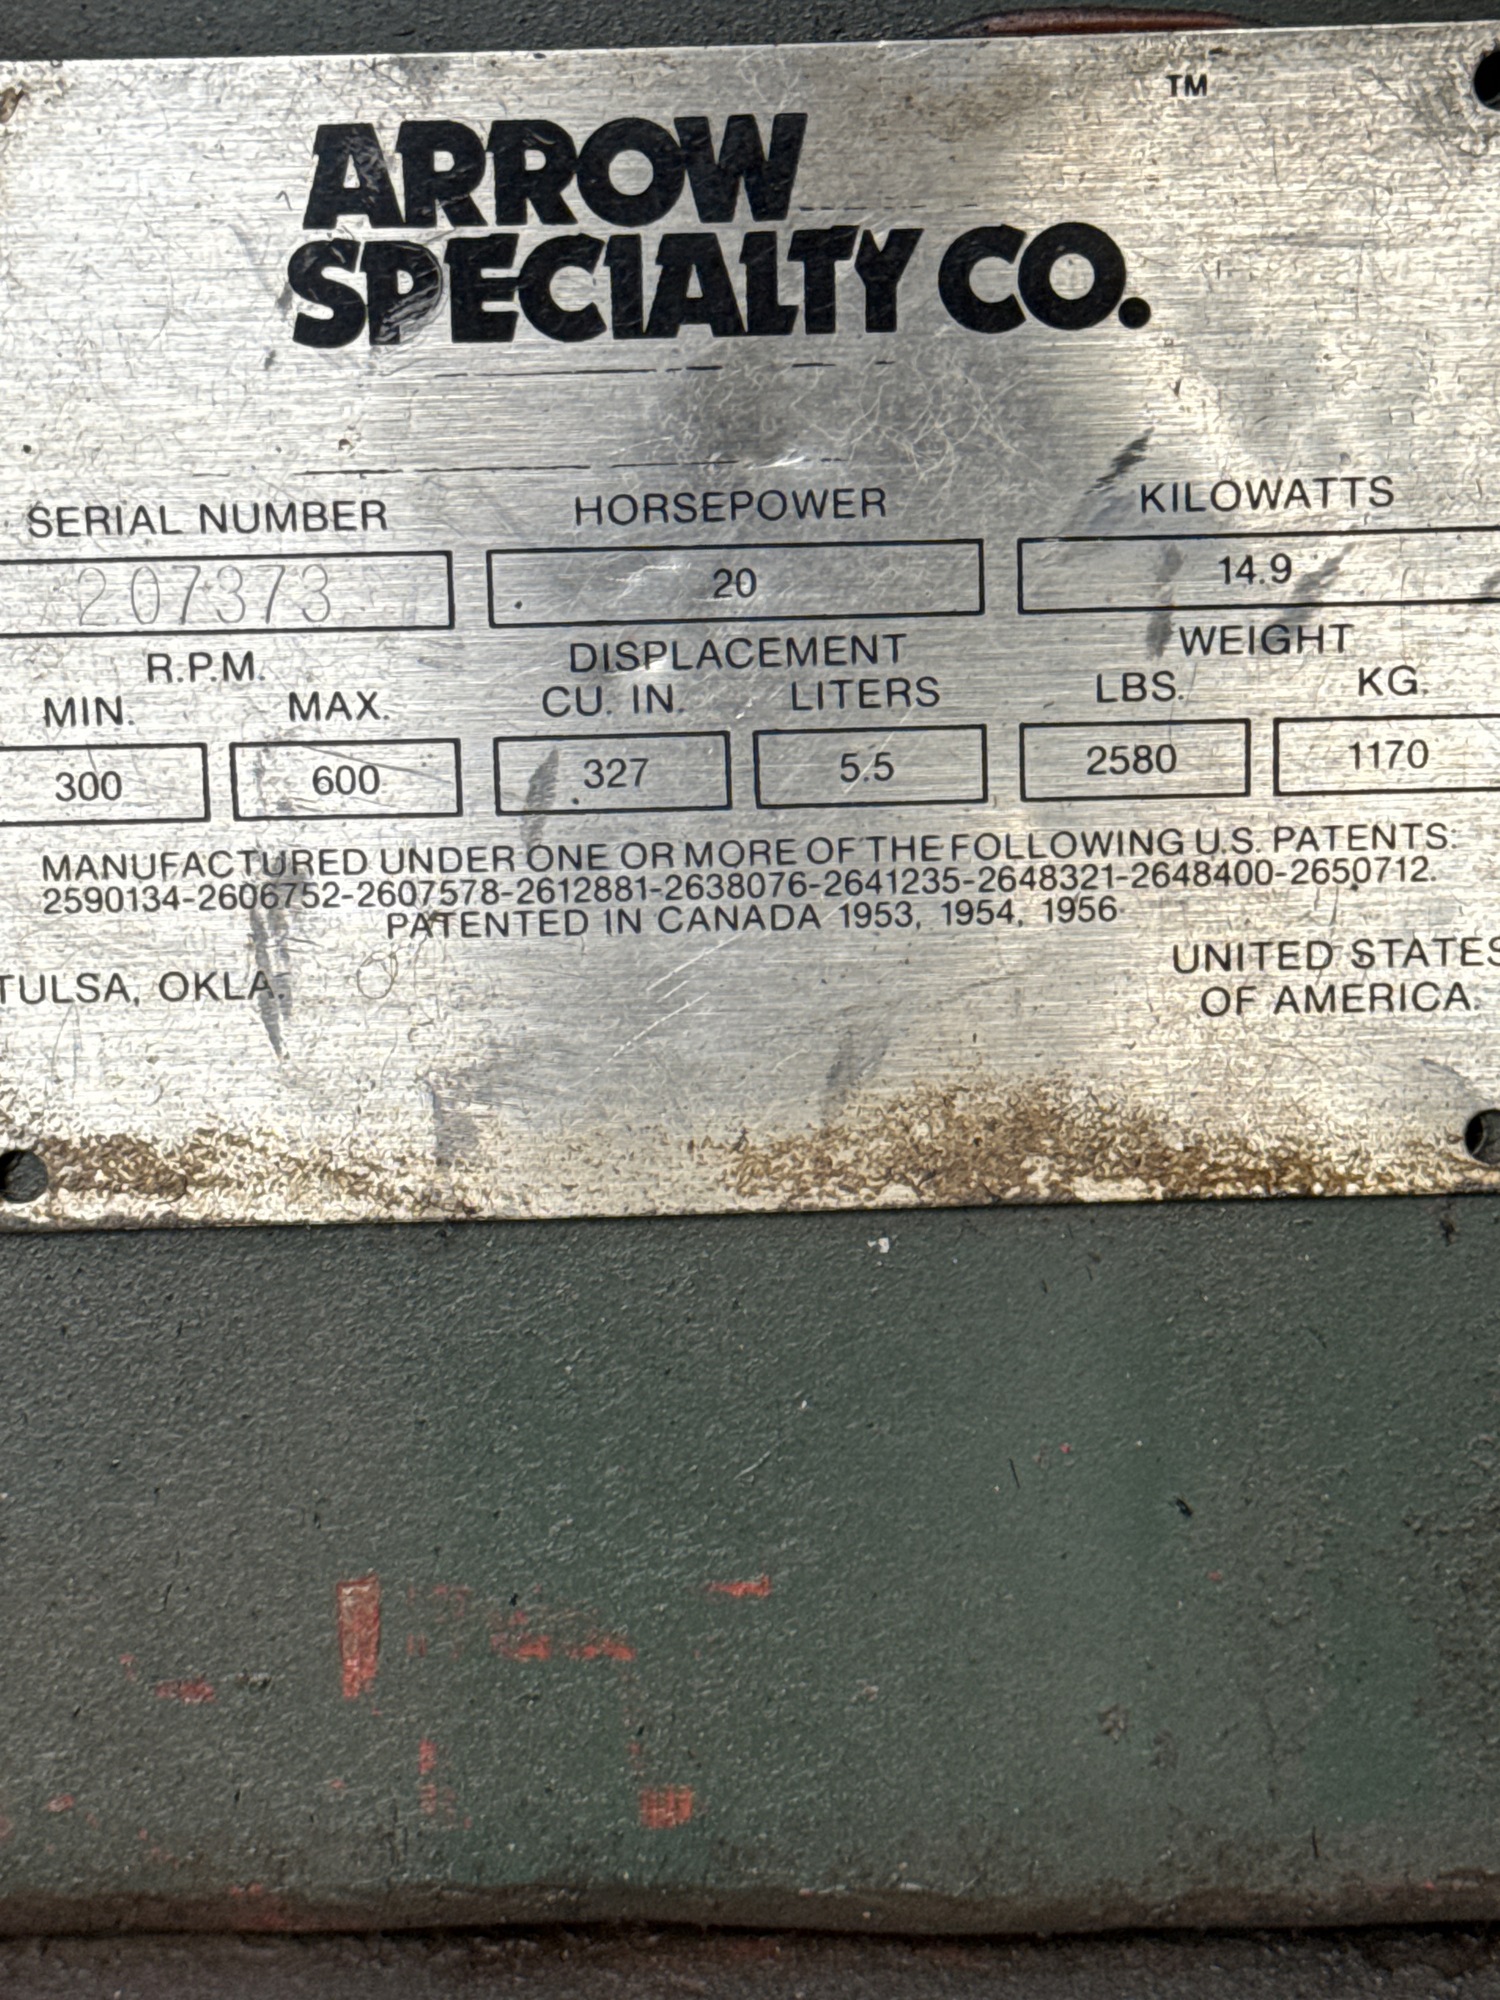 TM
ARROW
SPECIALTY CO.
SERIAL NUMBER HORSEPOWER KILOWATTS
207373 20 14.9
R.P.M. DISPLACEMENT WEIGHT
MIN. MAX. CU. IN. LITERS LBS. KG.
300 600 327 5.5 2580 1170
MANUFACTURED UNDER ONE OR MORE OF THE FOLLOWING U.S. PATENTS:
2590134-2606752-2607578-2612881-2638076-2641235-2648321-2648400-2650712.
PATENTED IN CANADA 1953, 1954, 1956
TULSA, OKLA. UNITED STATES
OF AMERICA.